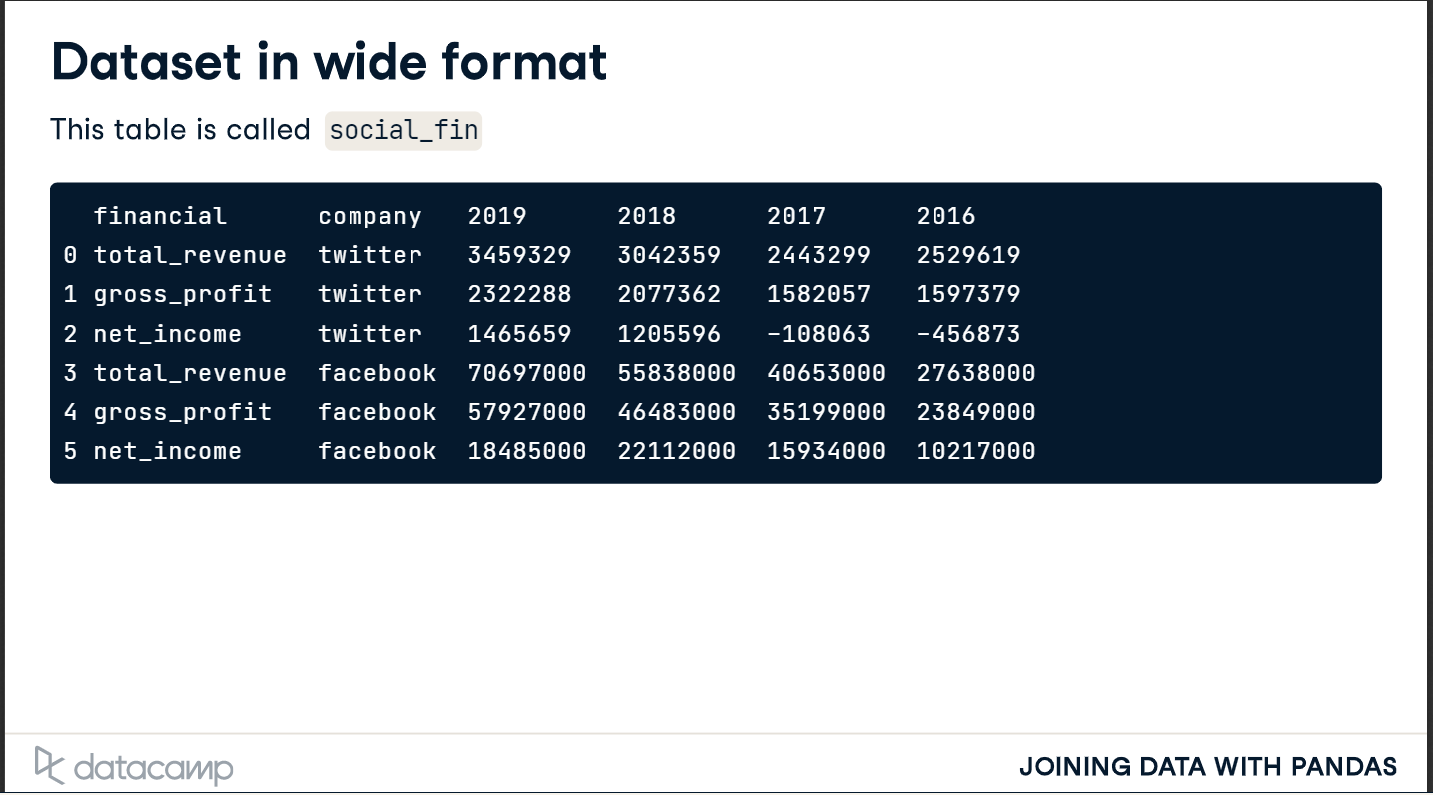 Dataset in wide format
This table is called social_fin
financial company 2019 2018 2017 2016
0 total_revenue twitter 3459329 3042359 2443299 2529619
1 gross_profit twitter 2322288 2077362 1582057 1597379
2 net_income twitter 1465659 1205596 -108063 -456873
3 total_revenue facebook 70697000 55838000 40653000 27638000
4 gross_profit facebook 57927000 46483000 35199000 23849000
5 net_income facebook 18485000 22112000 15934000 10217000
datacamp
JOINING DATA WITH PANDAS